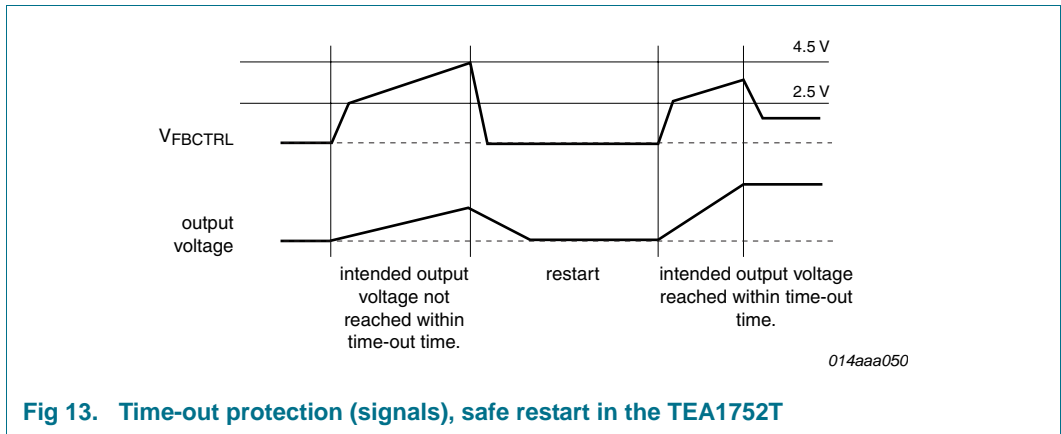 4.5 V
2.5 V
VFBCTRL
output
voltage
intended output
voltage not
reached within
time-out time.
restart
intended output voltage
reached within time-out
time.
014aaa050
Fig 13. Time-out protection (signals), safe restart in the TEA1752T